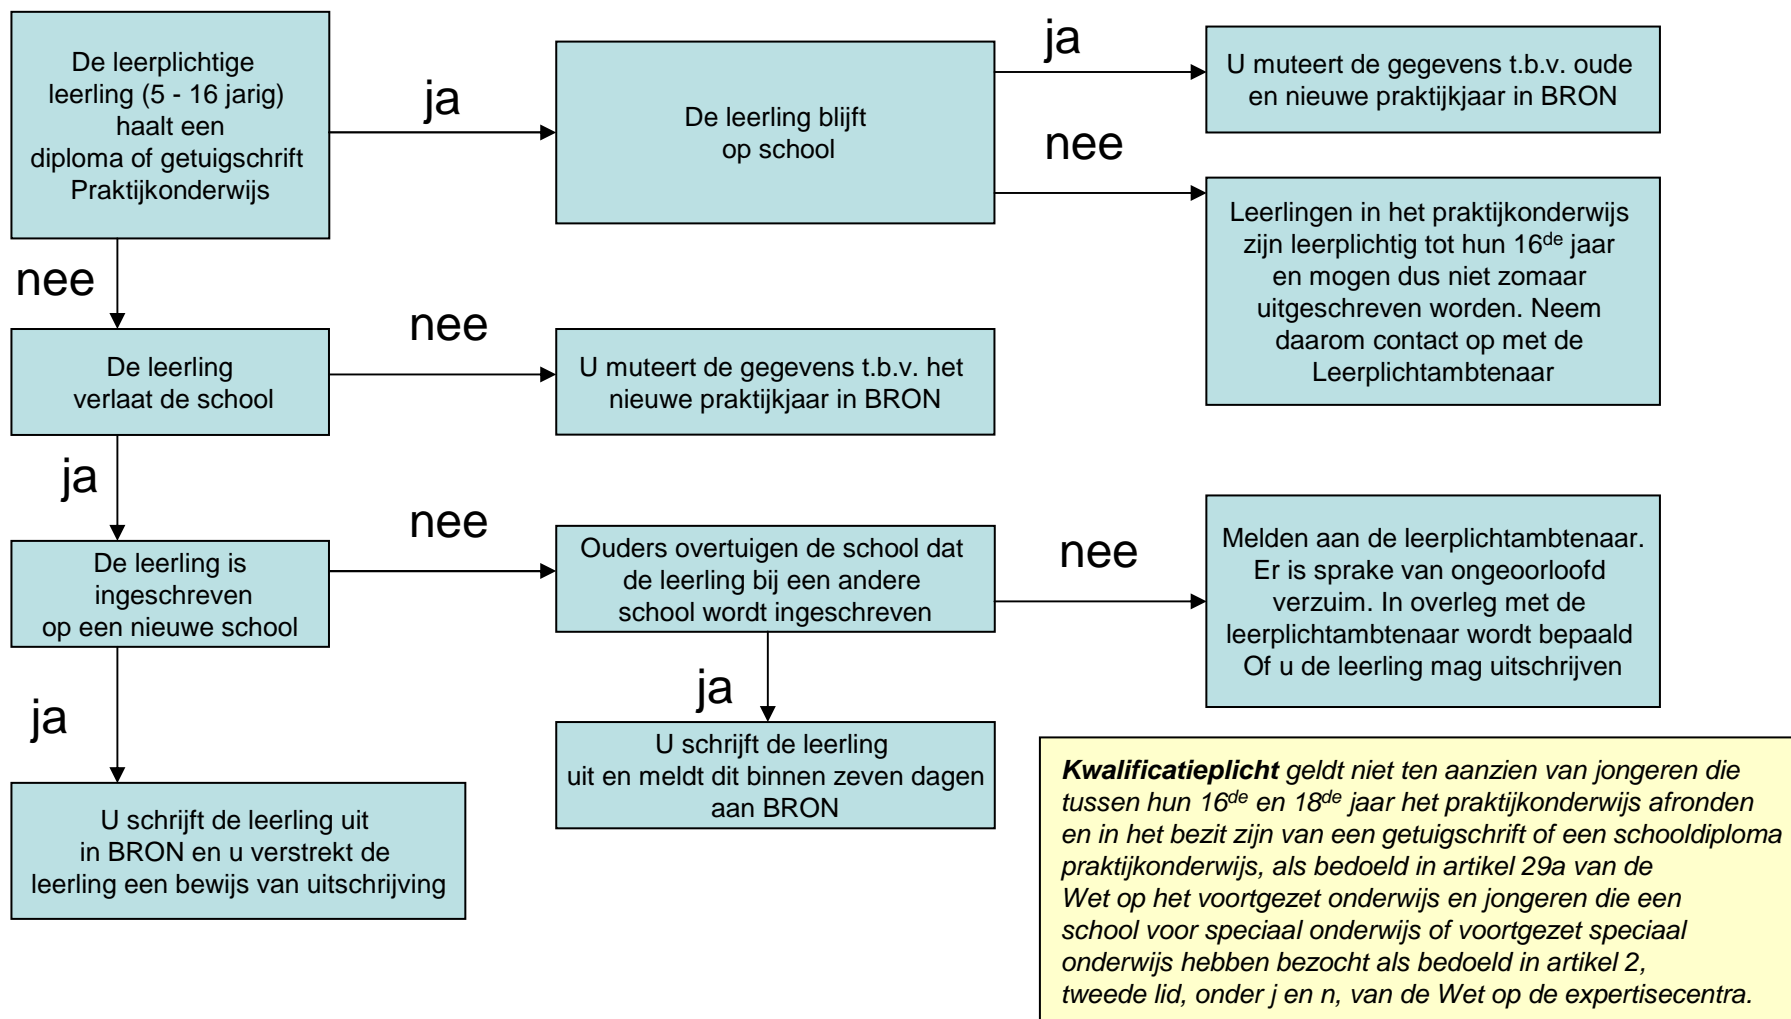 De leerplichtige
leerling (5 - 16 jarig)
haalt een
diploma of getuigschrift
Praktijkonderwijs
ja
De leerling blijft
op school
ja
U muteert de gegevens t.b.v. oude
en nieuwe praktijkjaar in BRON
nee
Leerlingen in het praktijkonderwijs
zijn leerplichtig tot hun 16de jaar
en mogen dus niet zomaar
uitgeschreven worden. Neem
daarom contact op met de
Leerplichtambtenaar
nee
De leerling
verlaat de school
nee
U muteert de gegevens t.b.v. het
nieuwe praktijkjaar in BRON
ja
De leerling is
ingeschreven
op een nieuwe school
nee
Ouders overtuigen de school dat
de leerling bij een andere
school wordt ingeschreven
nee
Melden aan de leerplichtambtenaar.
Er is sprake van ongeoorloofd
verzuim. In overleg met de
leerplichtambtenaar wordt bepaald
Of u de leerling mag uitschrijven
ja
U schrijft de leerling
uit en meldt dit binnen zeven dagen
aan BRON
ja
U schrijft de leerling uit
in BRON en u verstrekt de
leerling een bewijs van uitschrijving
Kwalificatieplicht geldt niet ten aanzien van jongeren die
tussen hun 16de en 18de jaar het praktijkonderwijs afronden
en in het bezit zijn van een getuigschrift of een schooldiploma
praktijkonderwijs, als bedoeld in artikel 29a van de
Wet op het voortgezet onderwijs en jongeren die een
school voor speciaal onderwijs of voortgezet speciaal
onderwijs hebben bezocht als bedoeld in artikel 2,
tweede lid, onder j en n, van de Wet op de expertisecentra.